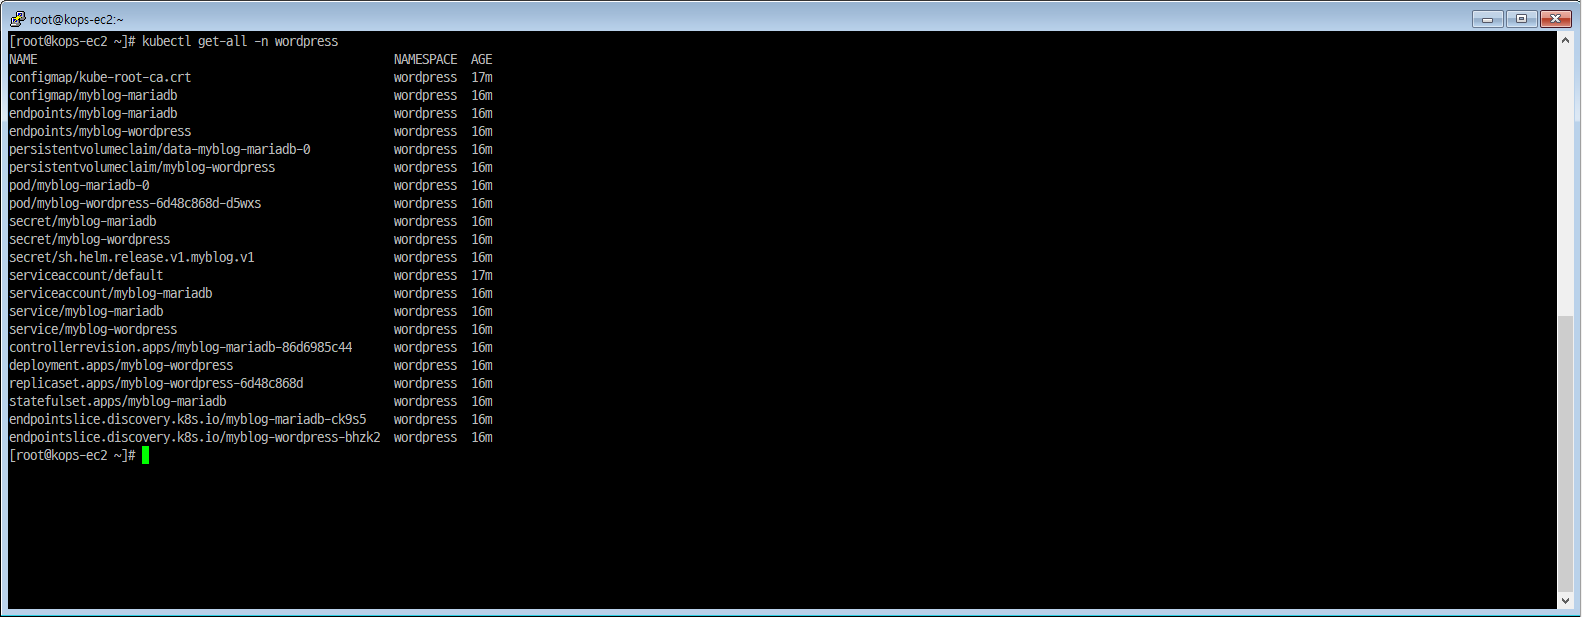 root@kops-ec2:~
[root@kops-ec2 ~]# kubectl get-all -n wordpress
NAME NAMESPACE AGE
configmap/kube-root-ca.crt wordpress 17m
configmap/myblog-mariadb wordpress 16m
endpoints/myblog-mariadb wordpress 16m
endpoints/myblog-wordpress wordpress 16m
persistentvolumeclaim/data-myblog-mariadb-0 wordpress 16m
persistentvolumeclaim/myblog-wordpress wordpress 16m
pod/myblog-mariadb-0 wordpress 16m
pod/myblog-wordpress-6d48c868d-d5wxs wordpress 16m
secret/myblog-mariadb wordpress 16m
secret/myblog-wordpress wordpress 16m
secret/sh.helm.release.v1.myblog.v1 wordpress 16m
serviceaccount/default wordpress 17m
serviceaccount/myblog-mariadb wordpress 16m
service/myblog-mariadb wordpress 16m
service/myblog-wordpress wordpress 16m
controllerrevision.apps/myblog-mariadb-86d6985c44 wordpress 16m
deployment.apps/myblog-wordpress wordpress 16m
replicaset.apps/myblog-wordpress-6d48c868d wordpress 16m
statefulset.apps/myblog-mariadb wordpress 16m
endpointslice.discovery.k8s.io/myblog-mariadb-ck9s5 wordpress 16m
endpointslice.discovery.k8s.io/myblog-wordpress-bhzk2 wordpress 16m
[root@kops-ec2 ~]#